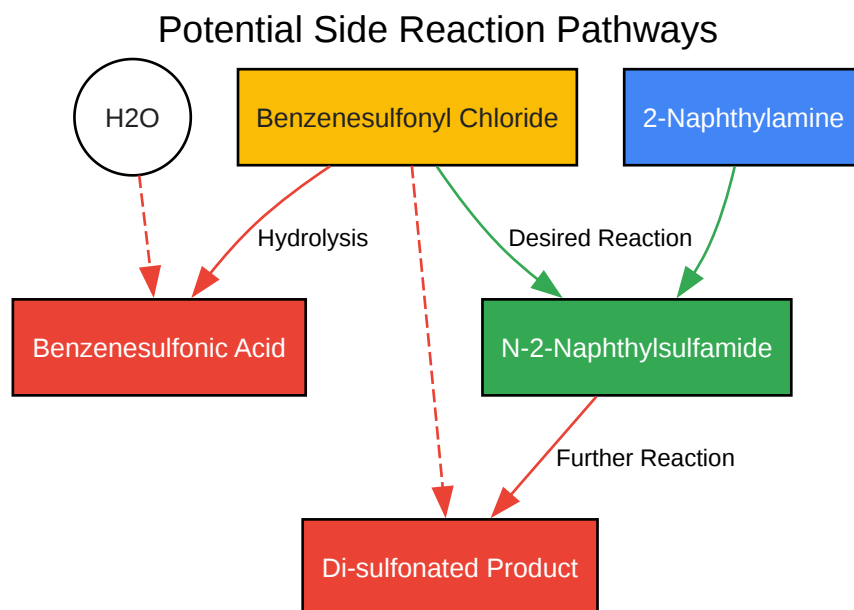 Potential Side Reaction Pathways
H2O
Benzenesulfonyl Chloride
2-Naphthylamine
Hydrolysis
Desired Reaction
Benzenesulfonic Acid
N-2-Naphthylsulfamide
Further Reaction
Di-sulfonated Product